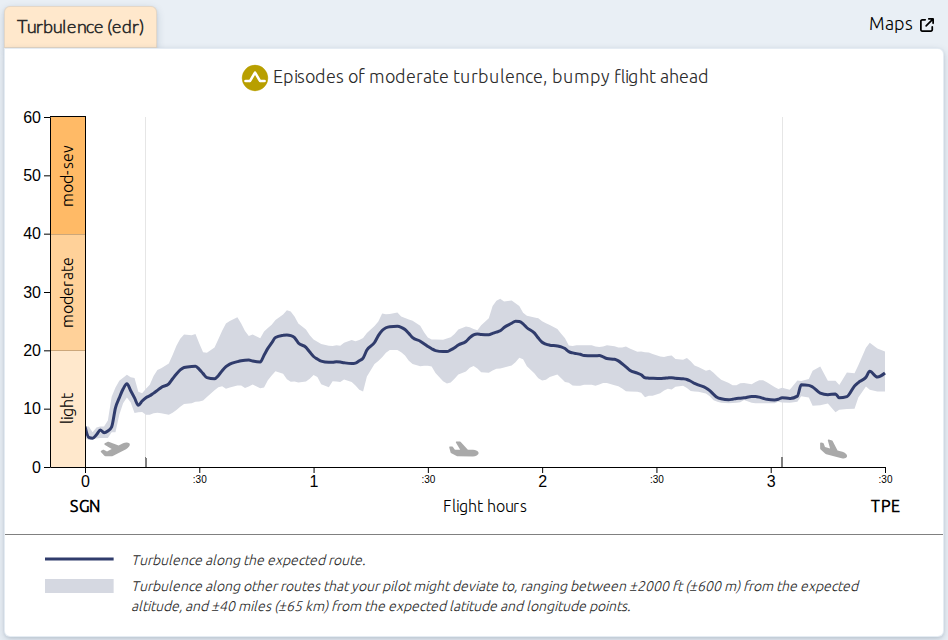 Turbulence (edr)
Maps
Episodes of moderate turbulence, bumpy flight ahead
60
50
40
30
20
10
0
mod-sev
moderate
light
0 :30 1 :30 2 :30 3 :30
SGN Flight hours TPE
Turbulence along the expected route.
Turbulence along other routes that your pilot might deviate to, ranging between ±2000 ft (±600 m) from the expected
altitude, and ±40 miles (±65 km) from the expected latitude and longitude points.